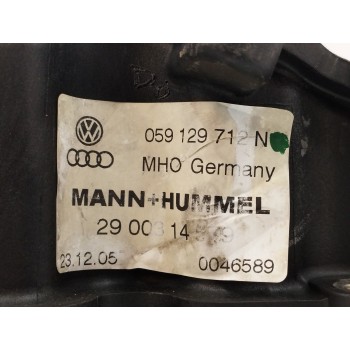 059 129 712 N
MHO Germany
MANN+HUMMEL
29 003 14
23.12.05 0046589